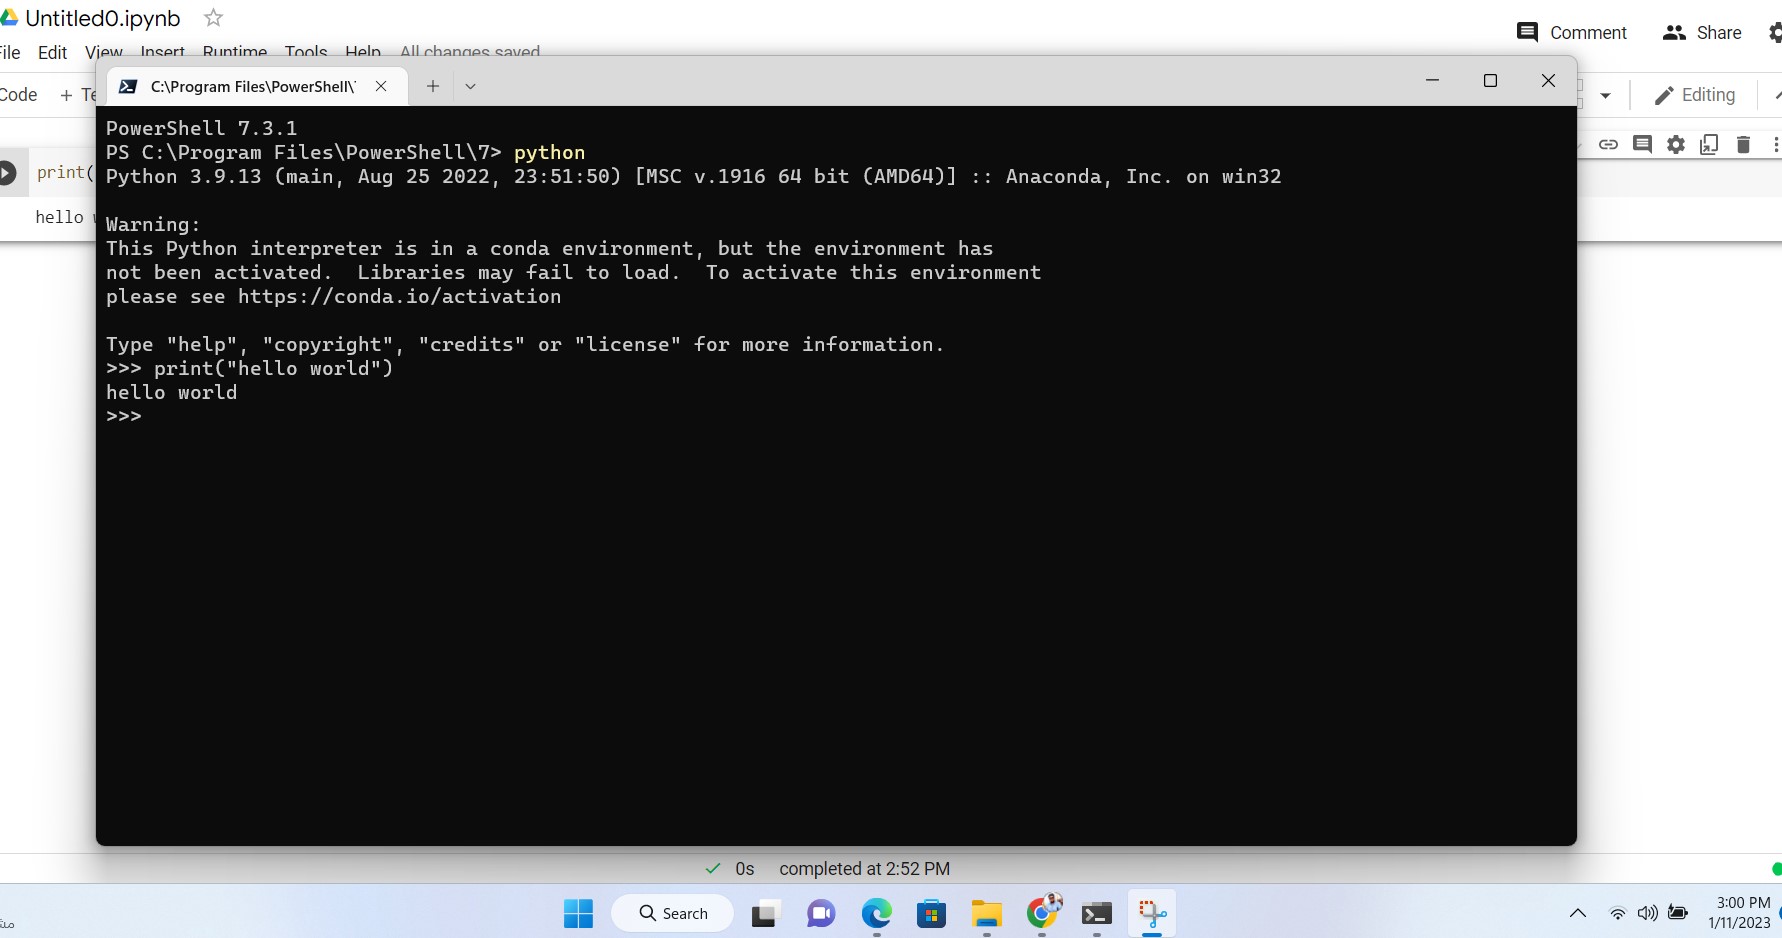 Untitled0.ipynb
File Edit View Insert Runtime Tools Help All changes saved
Comment Share
Code + Te
Editing
C:\Program Files\PowerShell\7
print(
hello w
PowerShell 7.3.1
PS C:\Program Files\PowerShell\7> python
Python 3.9.13 (main, Aug 25 2022, 23:51:50) [MSC v.1916 64 bit (AMD64)] :: Anaconda, Inc. on win32
Warning:
This Python interpreter is in a conda environment, but the environment has
not been activated.  Libraries may fail to load.  To activate this environment
please see https://conda.io/activation
Type "help", "copyright", "credits" or "license" for more information.
>>> print("hello world")
hello world
>>>
0s completed at 2:52 PM
Search
3:00 PM
1/11/2023